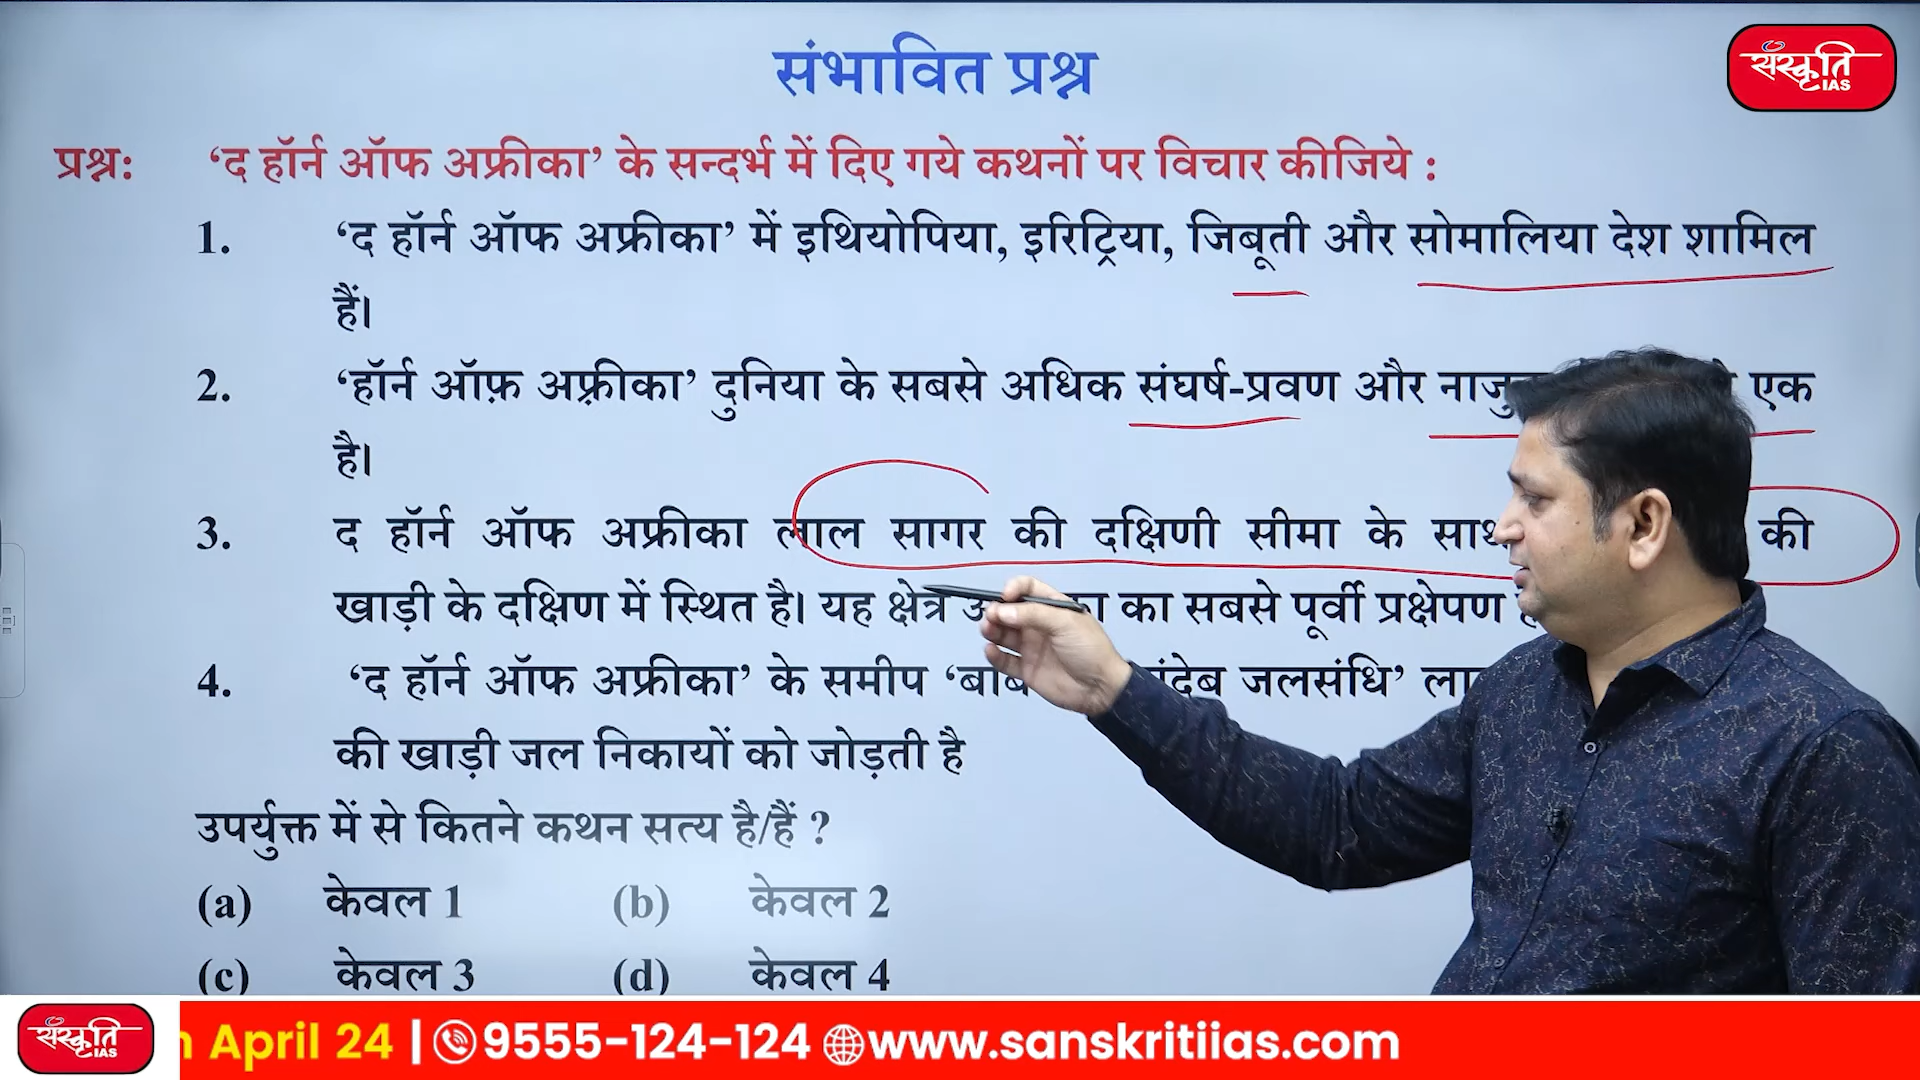 संभावित प्रश्न
संस्कृति
IAS
प्रश्न: ‘द हॉर्न ऑफ अफ्रीका’ के सन्दर्भ में दिए गये कथनों पर विचार कीजिये :
1. ‘द हॉर्न ऑफ अफ्रीका’ में इथियोपिया, इरिट्रिया, जिबूती और सोमालिया देश शामिल
हैं।
2. ‘हॉर्न ऑफ़ अफ़्रीका’ दुनिया के सबसे अधिक संघर्ष-प्रवण और एक
है।
3. द हॉर्न ऑफ अफ्रीका लाल सागर की दक्षिणी सीमा के की
खाड़ी के दक्षिण में स्थित है। यह क्षेत्र का सबसे पूर्वी प्रक्षेपण
4. ‘द हॉर्न ऑफ अफ्रीका’ के समीप जलसंधि’
की खाड़ी जल निकायों को जोड़ती है
उपर्युक्त में से कितने कथन सत्य है/हैं ?
(a) केवल 1 (b) केवल 2
(c) केवल 3 (d) केवल 4
संस्कृति
IAS
April 24 | 9555-124-124 www.sanskritiias.com